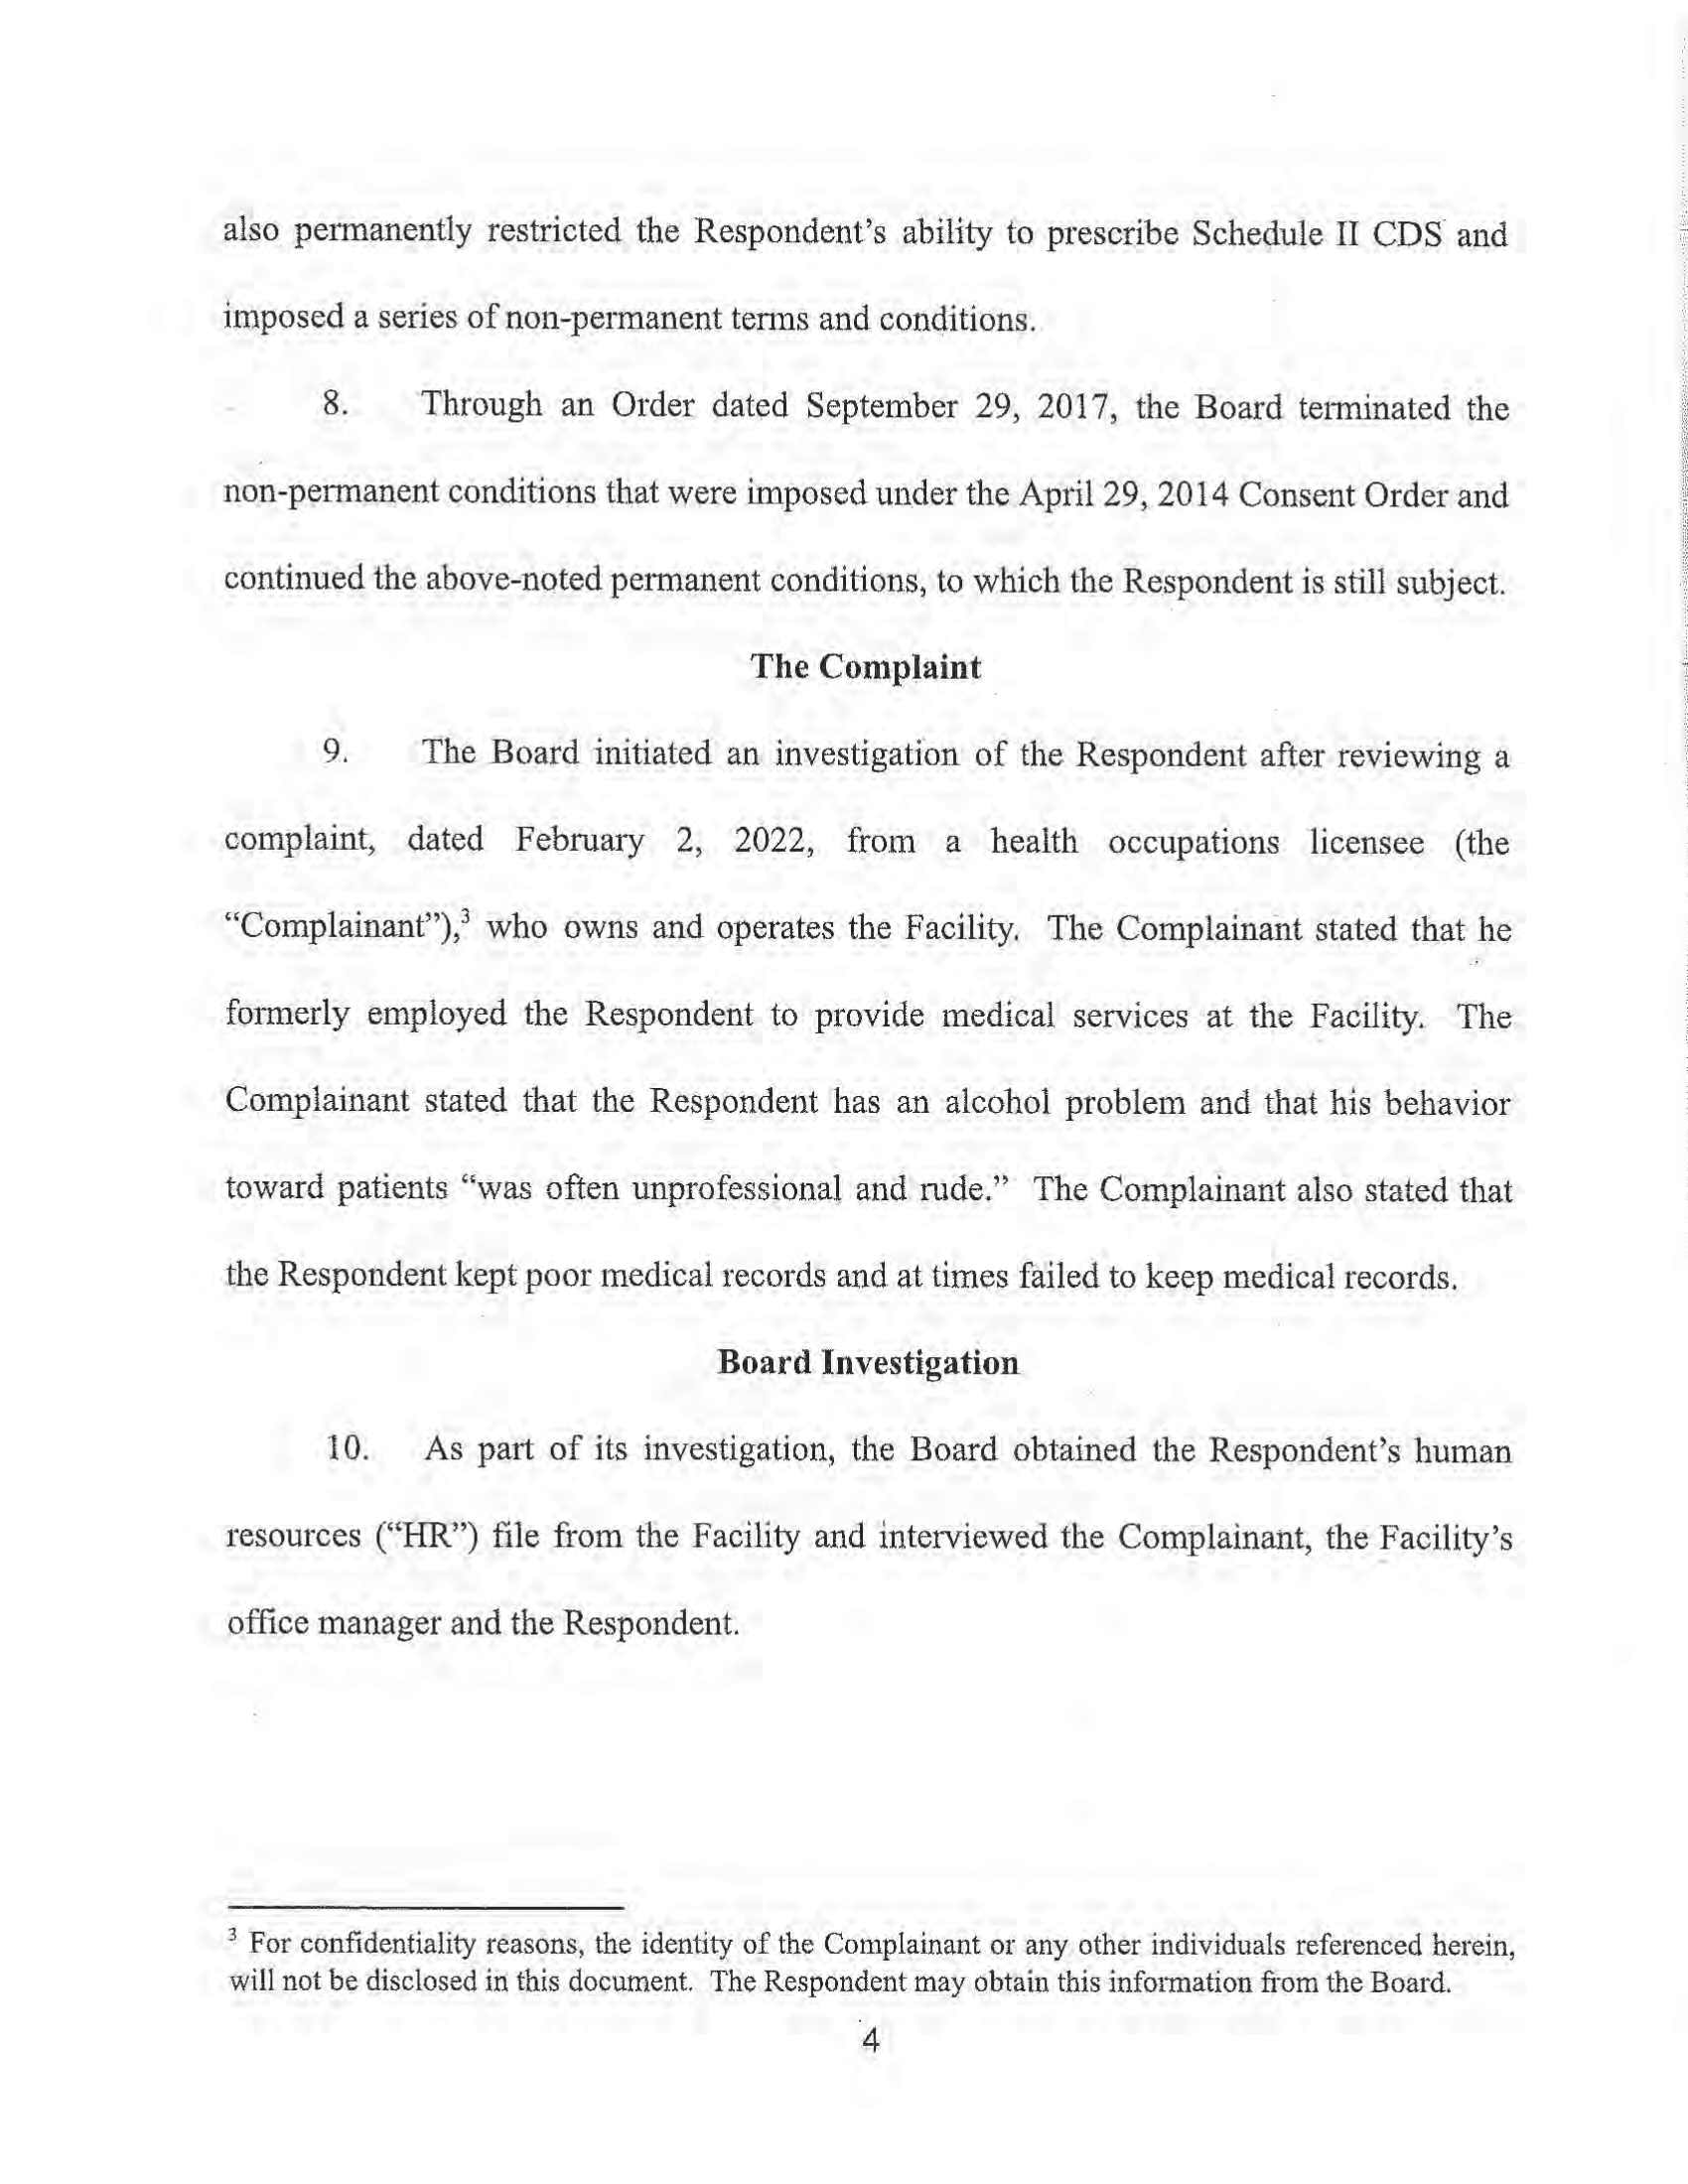 also permanently restricted the Respondent's ability to prescribe Schedule II CDS and
imposed a series of non-permanent terms and conditions.
8. Through an Order dated September 29, 2017, the Board terminated the
non-permanent conditions that were imposed under the April 29, 2014 Consent Order and
continued the above-noted permanent conditions, to which the Respondent is still subject.
The Complaint
9. The Board initiated an investigation of the Respondent after reviewing a
complaint, dated February 2, 2022, from a health occupations licensee (the
“Complainant”),³ who owns and operates the Facility. The Complainant stated that he
formerly employed the Respondent to provide medical services at the Facility. The
Complainant stated that the Respondent has an alcohol problem and that his behavior
toward patients “was often unprofessional and rude.” The Complainant also stated that
the Respondent kept poor medical records and at times failed to keep medical records.
Board Investigation
10. As part of its investigation, the Board obtained the Respondent's human
resources (“HR”) file from the Facility and interviewed the Complainant, the Facility's
office manager and the Respondent.
³ For confidentiality reasons, the identity of the Complainant or any other individuals referenced herein,
will not be disclosed in this document. The Respondent may obtain this information from the Board.
4